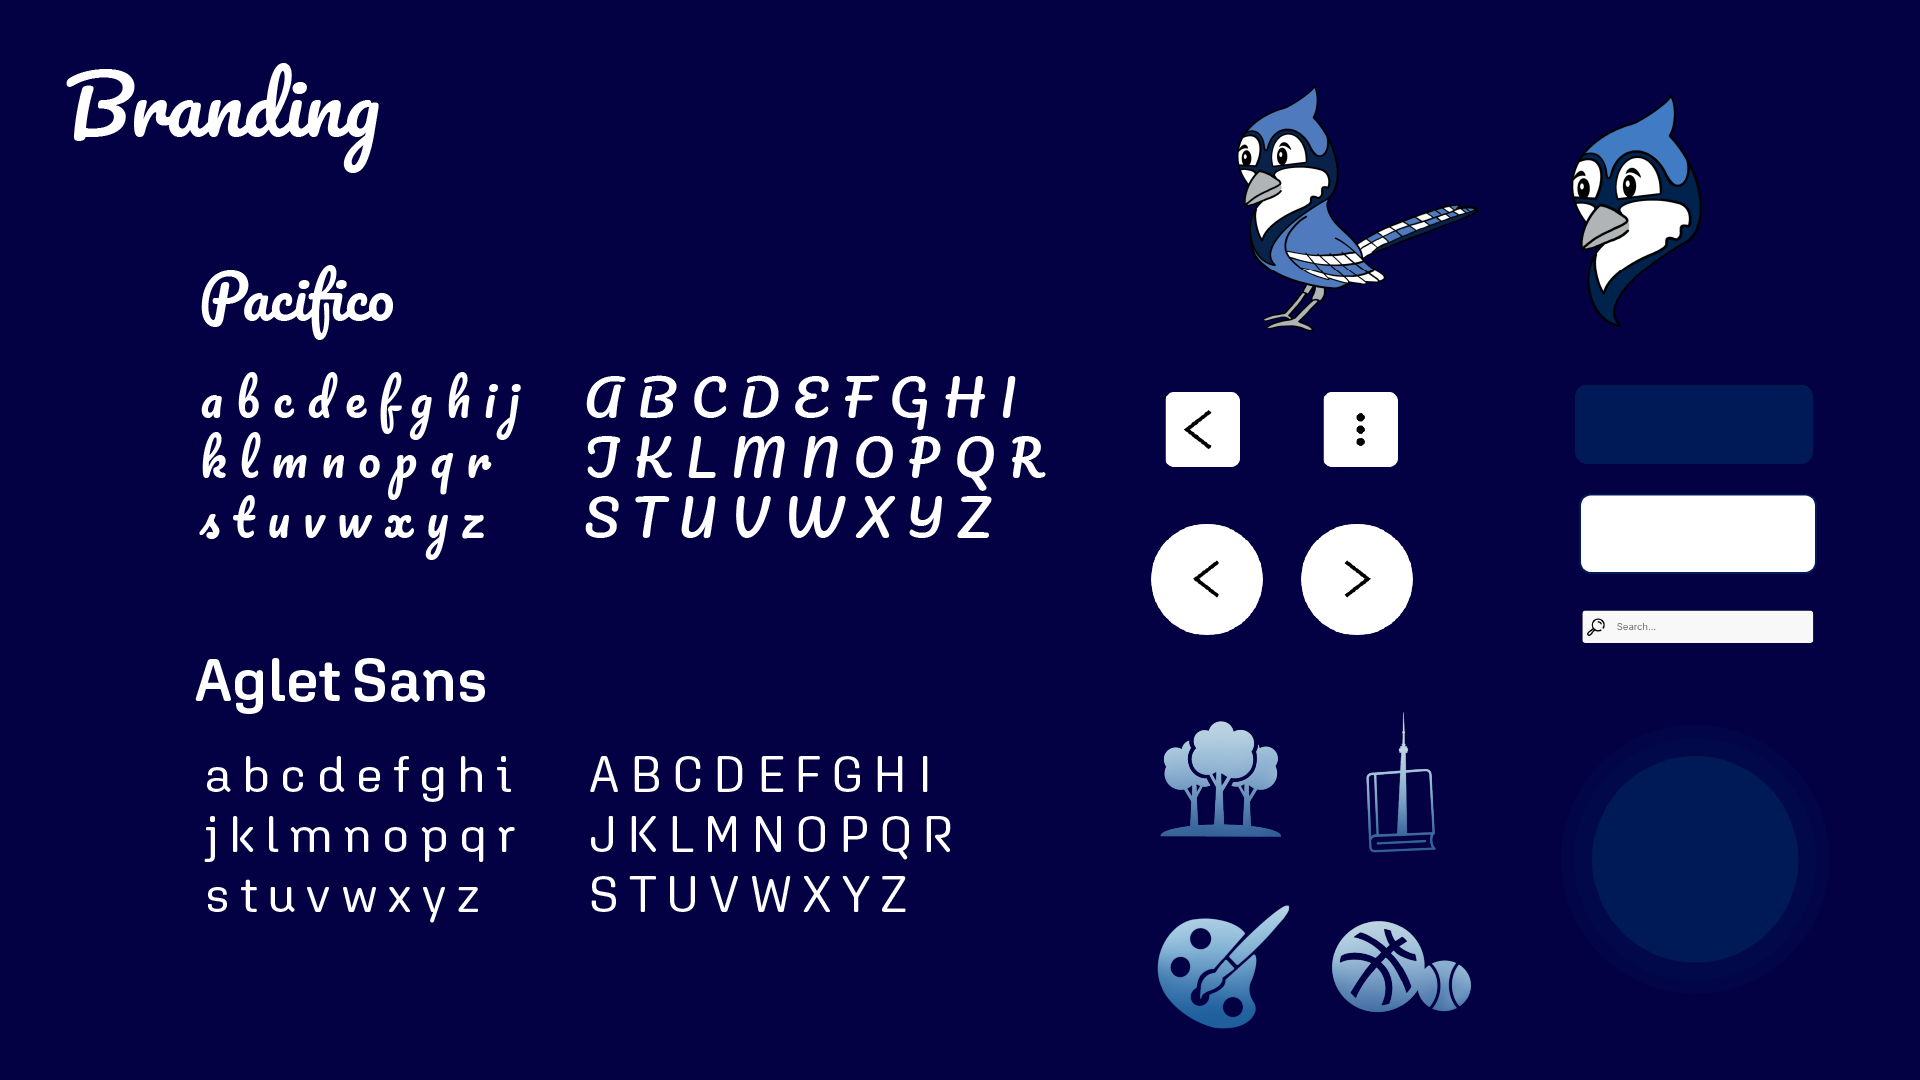 Branding
Pacifico
a b c d e f g h i j
k l m n o p q r
s t u v w x y z
A B C D E F G H I
J K L M N O P Q R
S T U V W X Y Z
Search...
Aglet Sans
a b c d e f g h i
j k l m n o p q r
s t u v w x y z
A B C D E F G H I
J K L M N O P Q R
S T U V W X Y Z